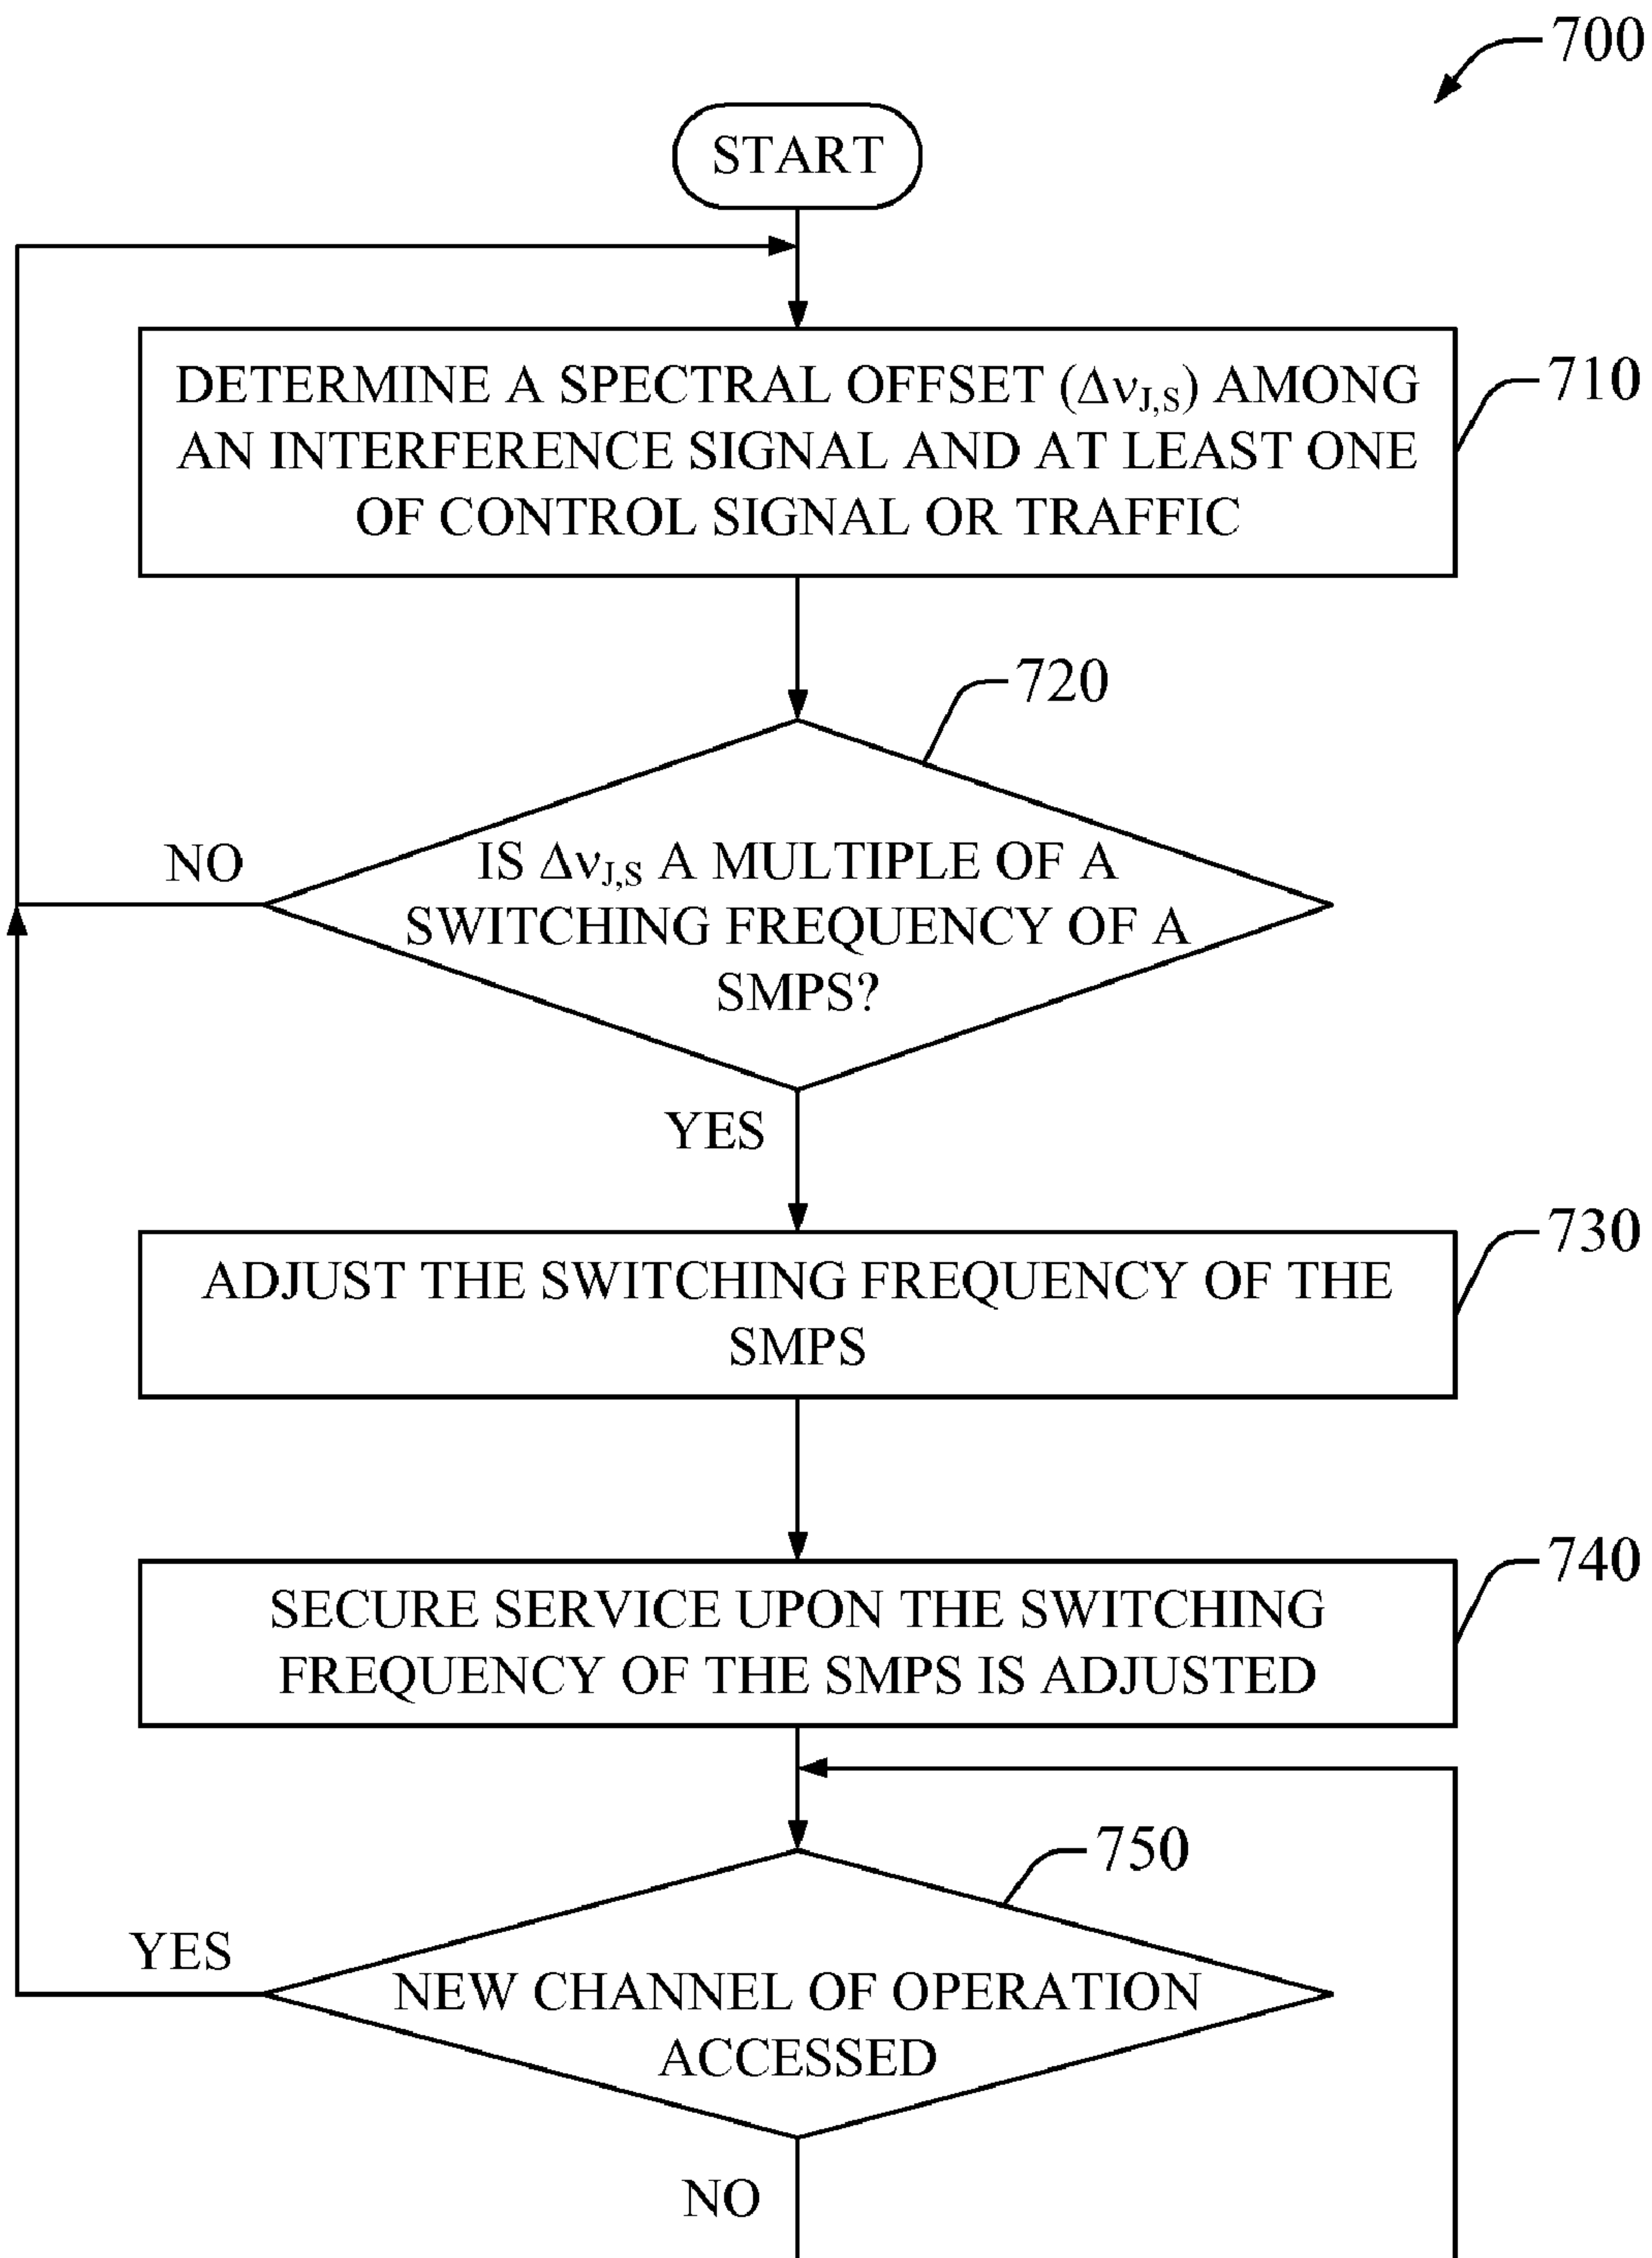 700
START
DETERMINE A SPECTRAL OFFSET (Δν_J,S) AMONG
AN INTERFERENCE SIGNAL AND AT LEAST ONE
OF CONTROL SIGNAL OR TRAFFIC
710
720
NO
IS Δν_J,S A MULTIPLE OF A
SWITCHING FREQUENCY OF A
SMPS?
YES
730
ADJUST THE SWITCHING FREQUENCY OF THE
SMPS
740
SECURE SERVICE UPON THE SWITCHING
FREQUENCY OF THE SMPS IS ADJUSTED
750
YES
NEW CHANNEL OF OPERATION
ACCESSED
NO